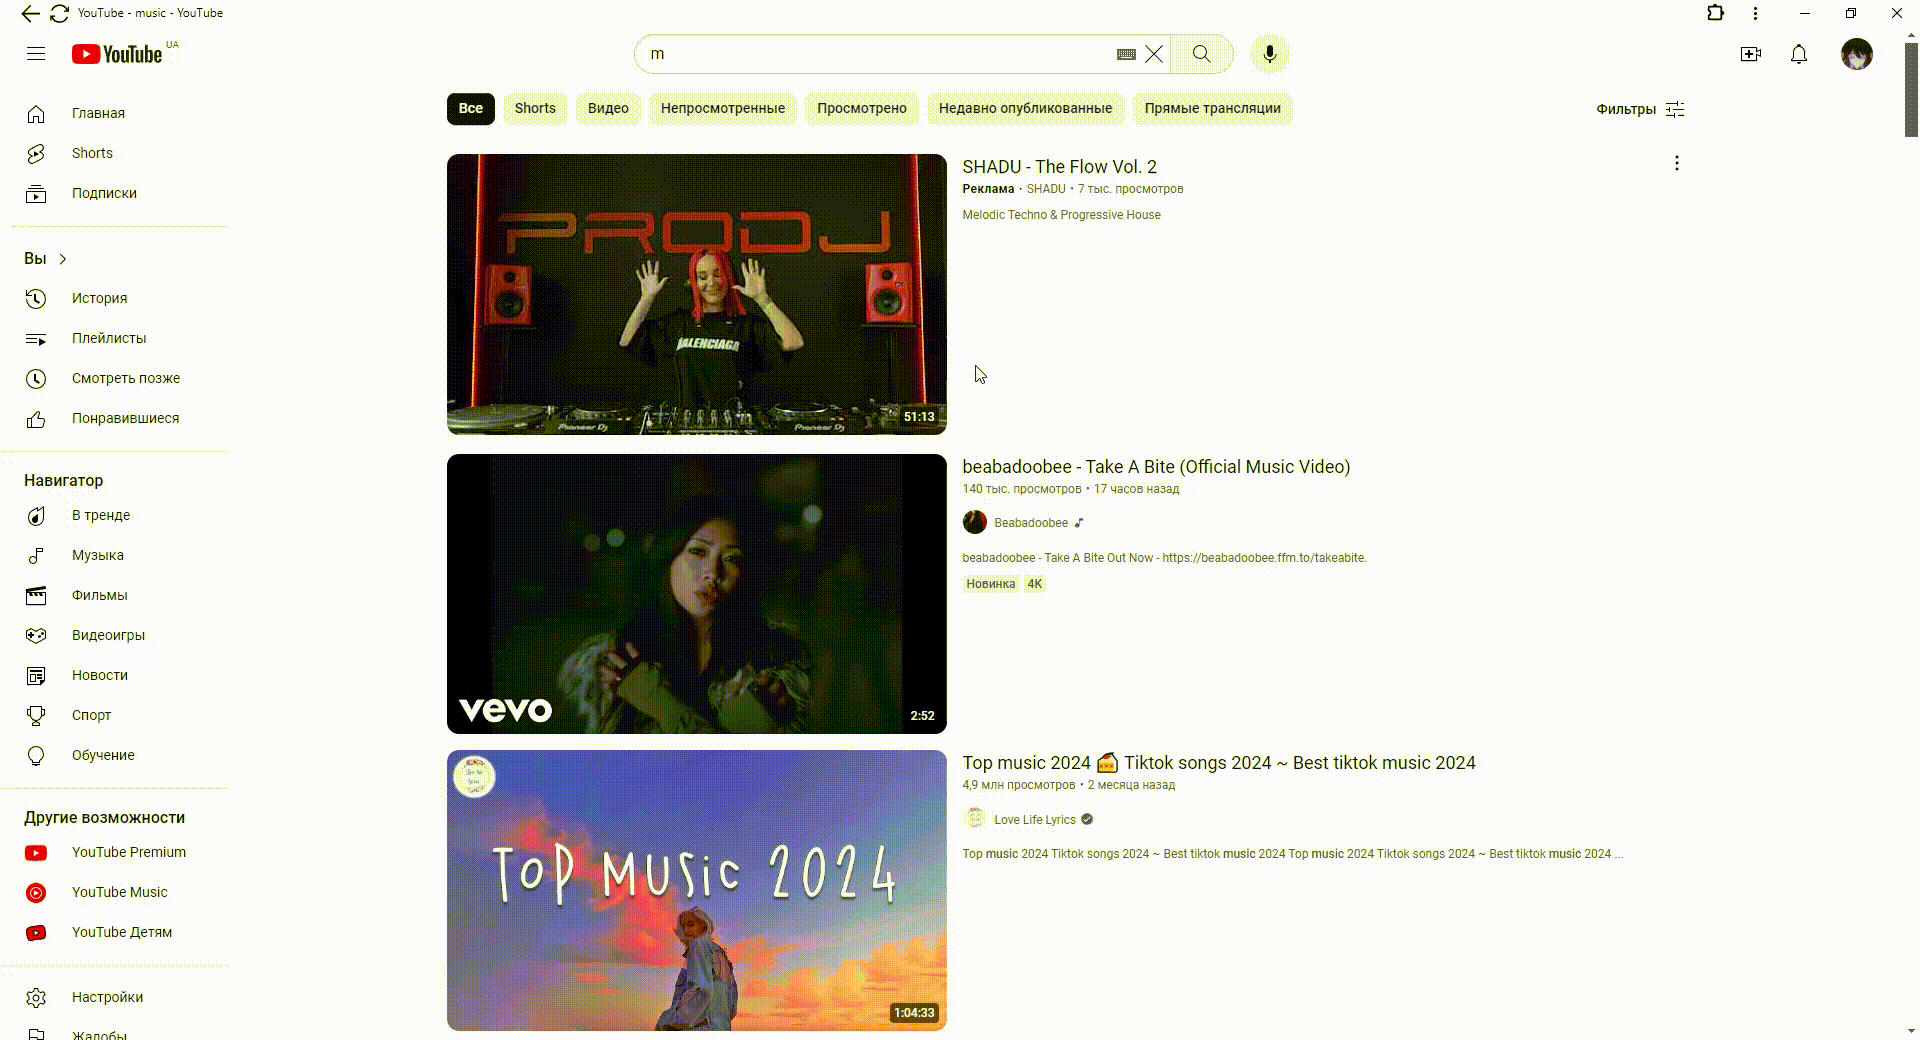 YouTube - music - YouTube
YouTube UA
m
Все
Shorts
Видео
Непросмотренные
Просмотрено
Недавно опубликованные
Прямые трансляции
Фильтры
Главная
Shorts
Подписки
Вы
История
Плейлисты
Смотреть позже
Понравившиеся
Навигатор
В тренде
Музыка
Фильмы
Видеоигры
Новости
Спорт
Обучение
Другие возможности
YouTube Premium
YouTube Music
YouTube Детям
Настройки
Жалобы
PRODJ
BALENCIAGA
Pioneer Dj
Pioneer Dj
51:13
SHADU - The Flow Vol. 2
Реклама • SHADU • 7 тыс. просмотров
Melodic Techno & Progressive House
vevo
2:52
beabadoobee - Take A Bite (Official Music Video)
140 тыс. просмотров • 17 часов назад
Beabadoobee
beabadoobee - Take A Bite Out Now - https://beabadoobee.ffm.to/takeabite.
Новинка 4K
TOP MUSIC 2024
1:04:33
Top music 2024 🧀 Tiktok songs 2024 ~ Best tiktok music 2024
4,9 млн просмотров • 2 месяца назад
Love Life Lyrics
Top music 2024 Tiktok songs 2024 ~ Best tiktok music 2024 Top music 2024 Tiktok songs 2024 ~ Best tiktok music 2024 ...